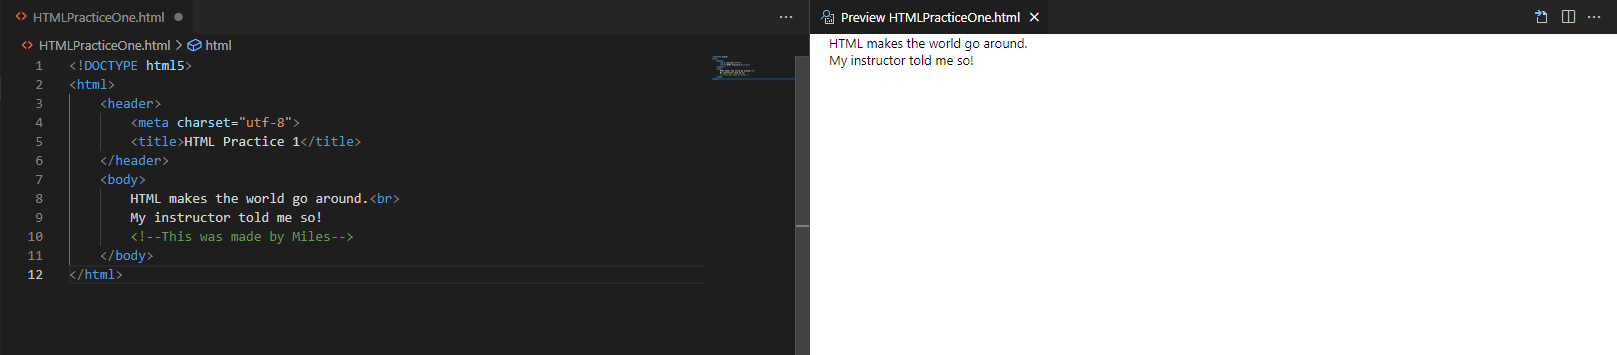 HTMLPracticeOne.html
HTMLPracticeOne.html > html
1 <!DOCTYPE html5>
2 <html>
3     <header>
4         <meta charset="utf-8">
5         <title>HTML Practice 1</title>
6     </header>
7     <body>
8         HTML makes the world go around.<br>
9         My instructor told me so!
10         <!--This was made by Miles-->
11     </body>
12 </html>
Preview HTMLPracticeOne.html
HTML makes the world go around.
My instructor told me so!